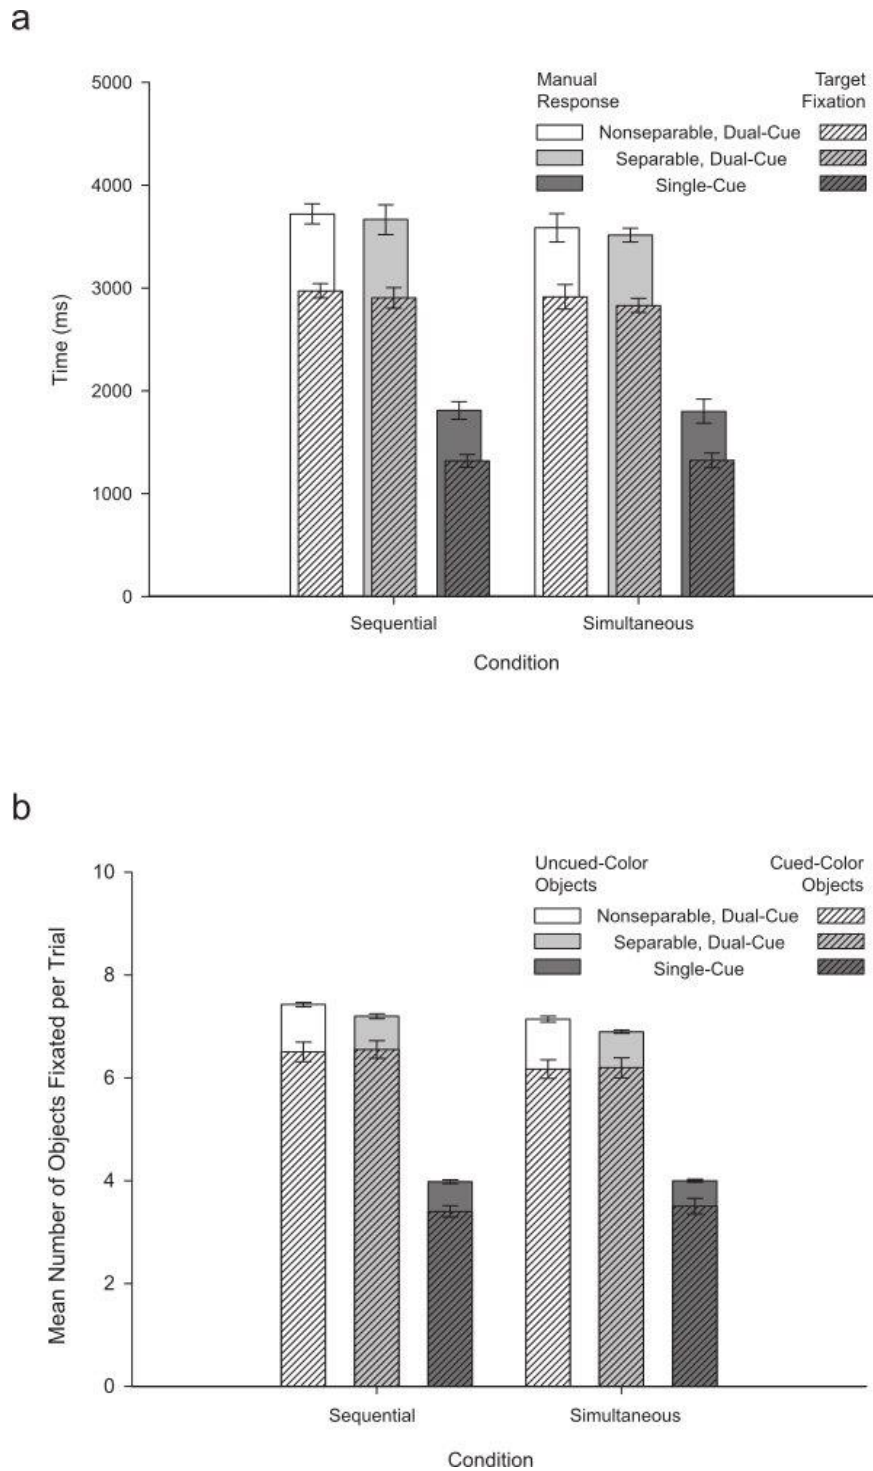 a
Manual Response
Target Fixation
Nonseparable, Dual-Cue
Separable, Dual-Cue
Single-Cue
5000
4000
3000
2000
1000
0
Time (ms)
Sequential
Simultaneous
Condition
b
Uncued-Color Objects
Cued-Color Objects
Nonseparable, Dual-Cue
Separable, Dual-Cue
Single-Cue
10
8
6
4
2
0
Mean Number of Objects Fixated per Trial
Sequential
Simultaneous
Condition